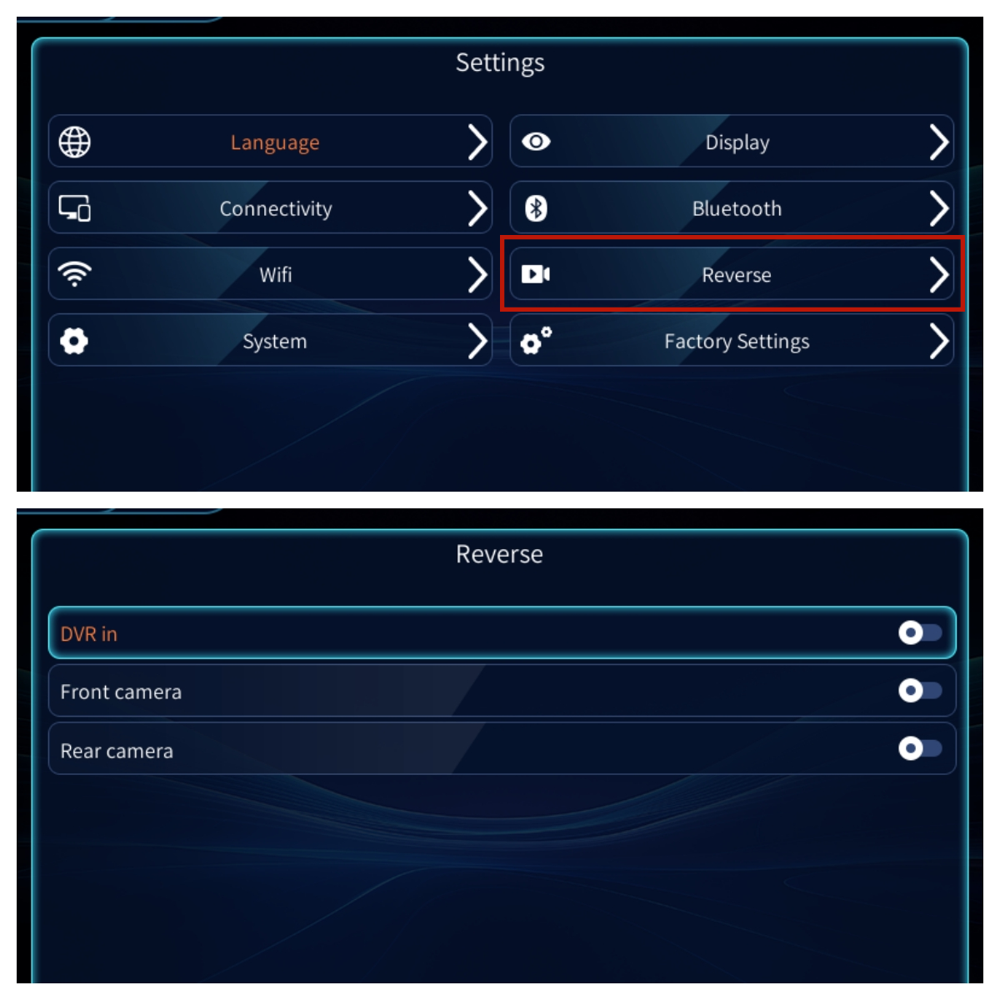 Settings
Language
Display
Connectivity
Bluetooth
Wifi
Reverse
System
Factory Settings
Reverse
DVR in
Front camera
Rear camera